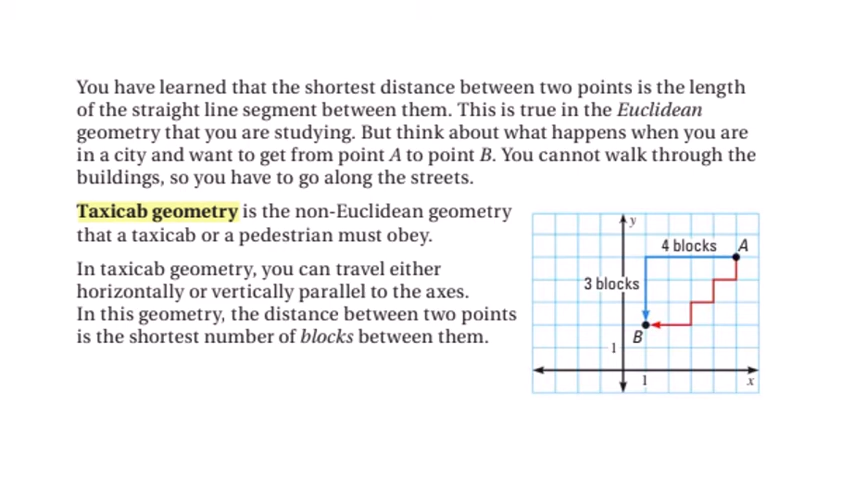 You have learned that the shortest distance between two points is the length
of the straight line segment between them. This is true in the Euclidean
geometry that you are studying. But think about what happens when you are
in a city and want to get from point A to point B. You cannot walk through the
buildings, so you have to go along the streets.
Taxicab geometry is the non-Euclidean geometry
that a taxicab or a pedestrian must obey.
In taxicab geometry, you can travel either
horizontally or vertically parallel to the axes.
In this geometry, the distance between two points
is the shortest number of blocks between them.
y
4 blocks A
3 blocks
B
1
1 x